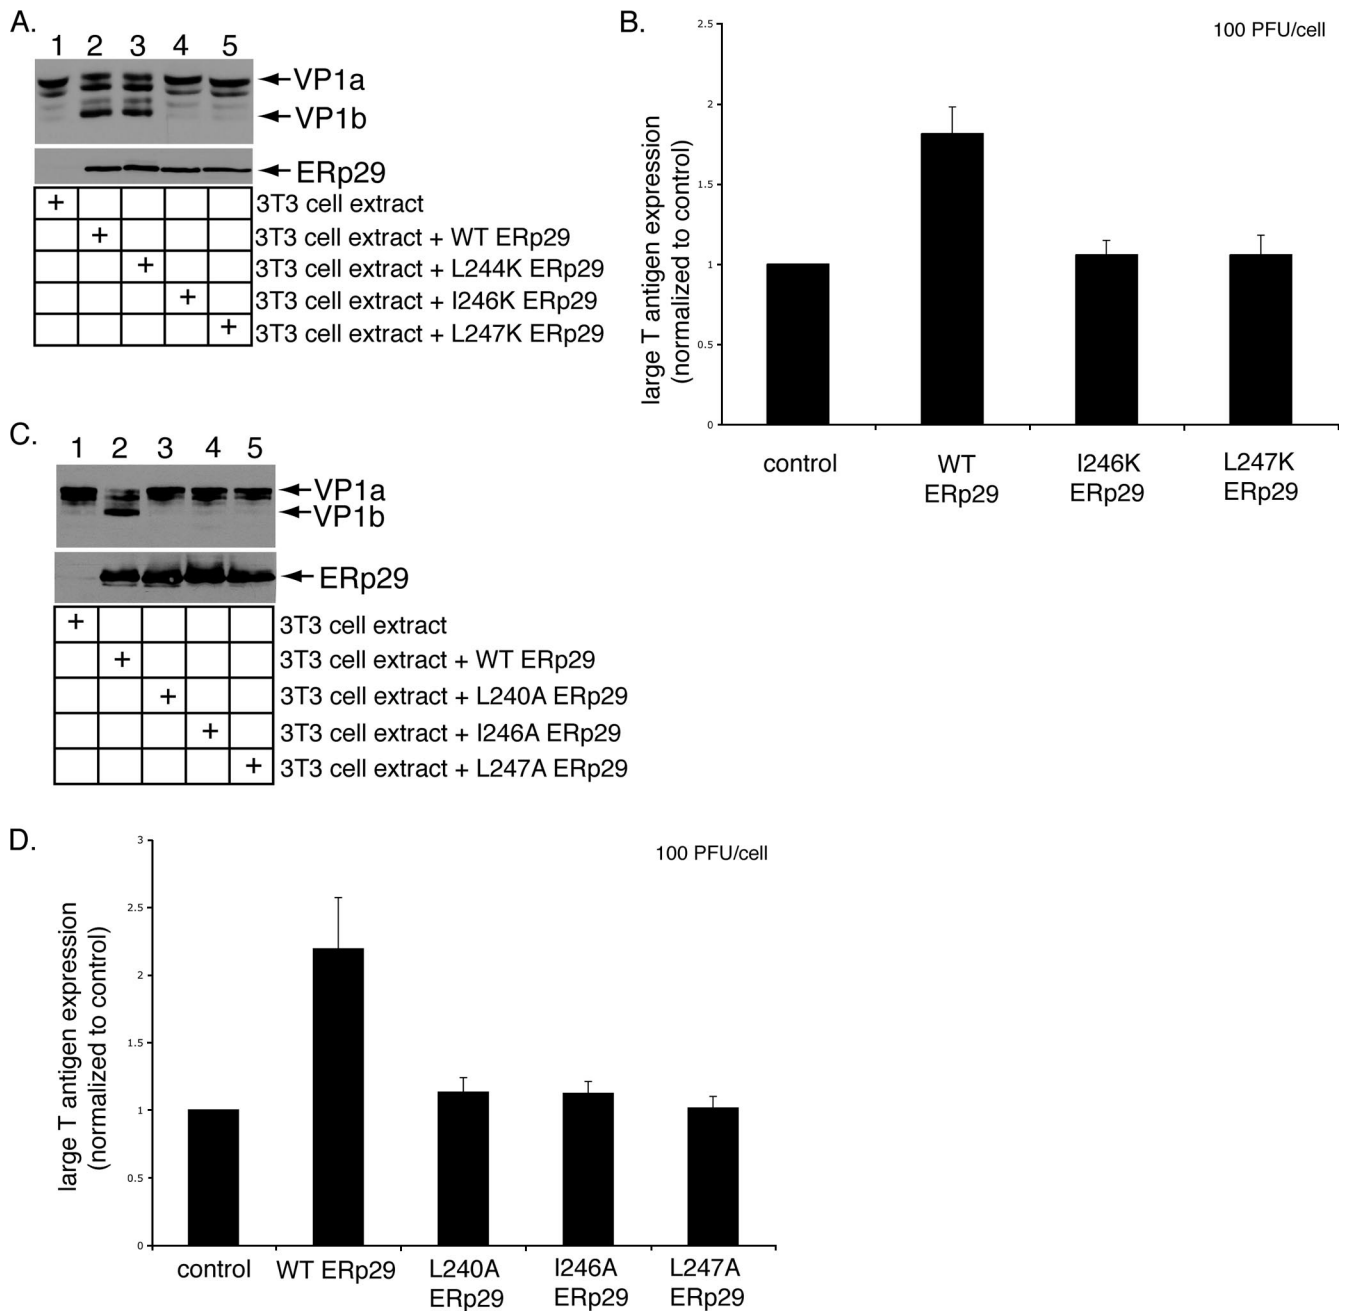 A.
1 2 3 4 5
VP1a
VP1b
ERp29
+ 3T3 cell extract
+ 3T3 cell extract + WT ERp29
+ 3T3 cell extract + L244K ERp29
+ 3T3 cell extract + I246K ERp29
+ 3T3 cell extract + L247K ERp29
B.
100 PFU/cell
large T antigen expression
(normalized to control)
2.5
2
1.5
1
0.5
0
control
WT
ERp29
I246K
ERp29
L247K
ERp29
C.
1 2 3 4 5
VP1a
VP1b
ERp29
+ 3T3 cell extract
+ 3T3 cell extract + WT ERp29
+ 3T3 cell extract + L240A ERp29
+ 3T3 cell extract + I246A ERp29
+ 3T3 cell extract + L247A ERp29
D.
100 PFU/cell
large T antigen expression
(normalized to control)
3
2.5
2
1.5
1
0.5
0
control
WT ERp29
L240A
ERp29
I246A
ERp29
L247A
ERp29